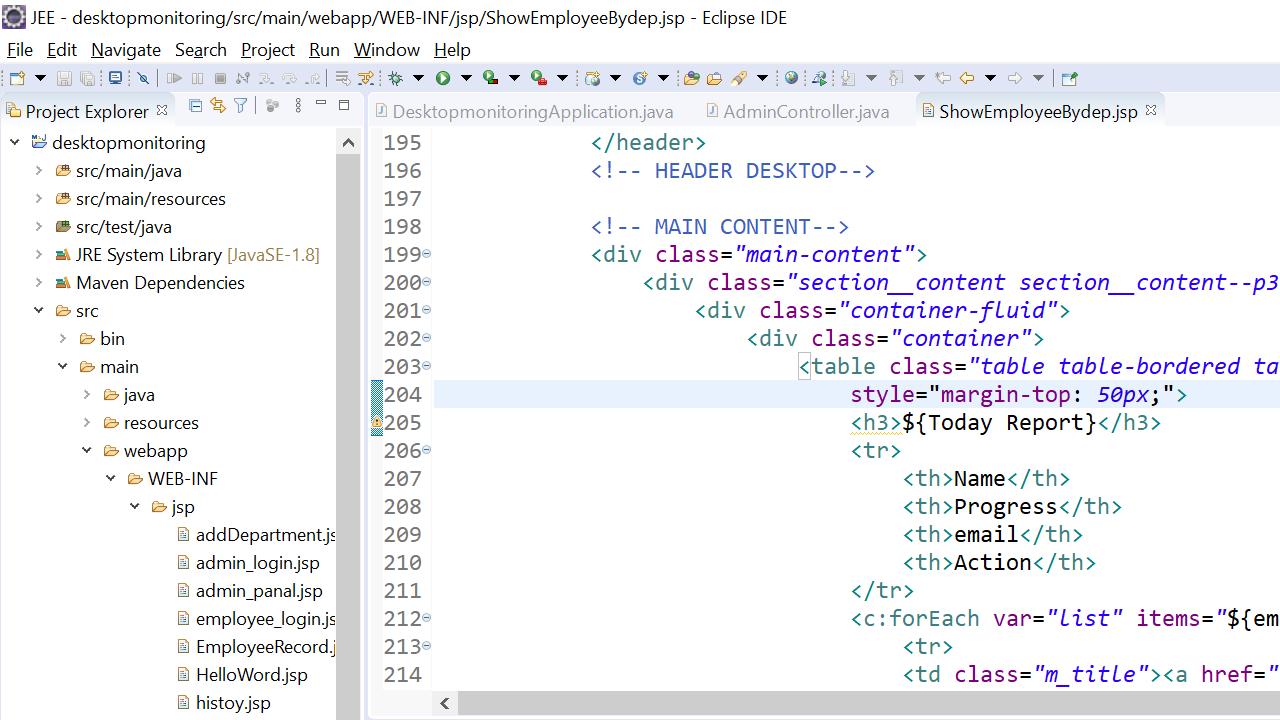 JEE - desktopmonitoring/src/main/webapp/WEB-INF/jsp/ShowEmployeeBydep.jsp - Eclipse IDE
File Edit Navigate Search Project Run Window Help
Project Explorer
desktopmonitoring
src/main/java
src/main/resources
src/test/java
JRE System Library [JavaSE-1.8]
Maven Dependencies
src
bin
main
java
resources
webapp
WEB-INF
jsp
addDepartment.js
admin_login.jsp
admin_panal.jsp
employee_login.js
EmployeeRecord.j
HelloWord.jsp
histoy.jsp
DesktopmonitoringApplication.java AdminController.java ShowEmployeeBydep.jsp
195 </header>
196 <!-- HEADER DESKTOP-->
197
198 <!-- MAIN CONTENT-->
199 <div class="main-content">
200 <div class="section__content section__content--p3
201 <div class="container-fluid">
202 <div class="container">
203 <table class="table table-bordered ta
204 style="margin-top: 50px;">
205 <h3>${Today Report}</h3>
206 <tr>
207 <th>Name</th>
208 <th>Progress</th>
209 <th>email</th>
210 <th>Action</th>
211 </tr>
212 <c:forEach var="list" items="${em
213 <tr>
214 <td class="m_title"><a href="